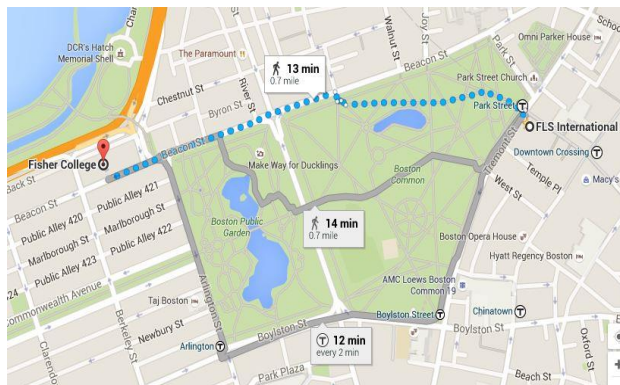 DCR's Hatch
Memorial Shell
The Paramount
Walnut St
Joy St
Omni Parker House
Park St
Park Street Church
Beacon St
13 min
0.7 mile
River St
Chestnut St
Byron St
Park Street
FLS International
Tremont St
Downtown Crossing
Beacon St
Fisher College
Make Way for Ducklings
Boston
Common
Temple Pl
Macy's
Back St
West St
Beacon St
Public Alley 421
Public Alley 420
Marlborough St
Marlborough St
Public Alley 422
Public Alley 423
Boston Public
Garden
14 min
0.7 mile
Boston Opera House
Hyatt Regency Boston
Commonwealth Avenue
AMC Loews Boston
Common 19
Taj Boston
Arlington St
Boylston Street
Chinatown
Newbury St
Berkeley St
Boylston St
Boylston St
Arlington
12 min
every 2 min
Oxford St
Park Plaza
Beach St